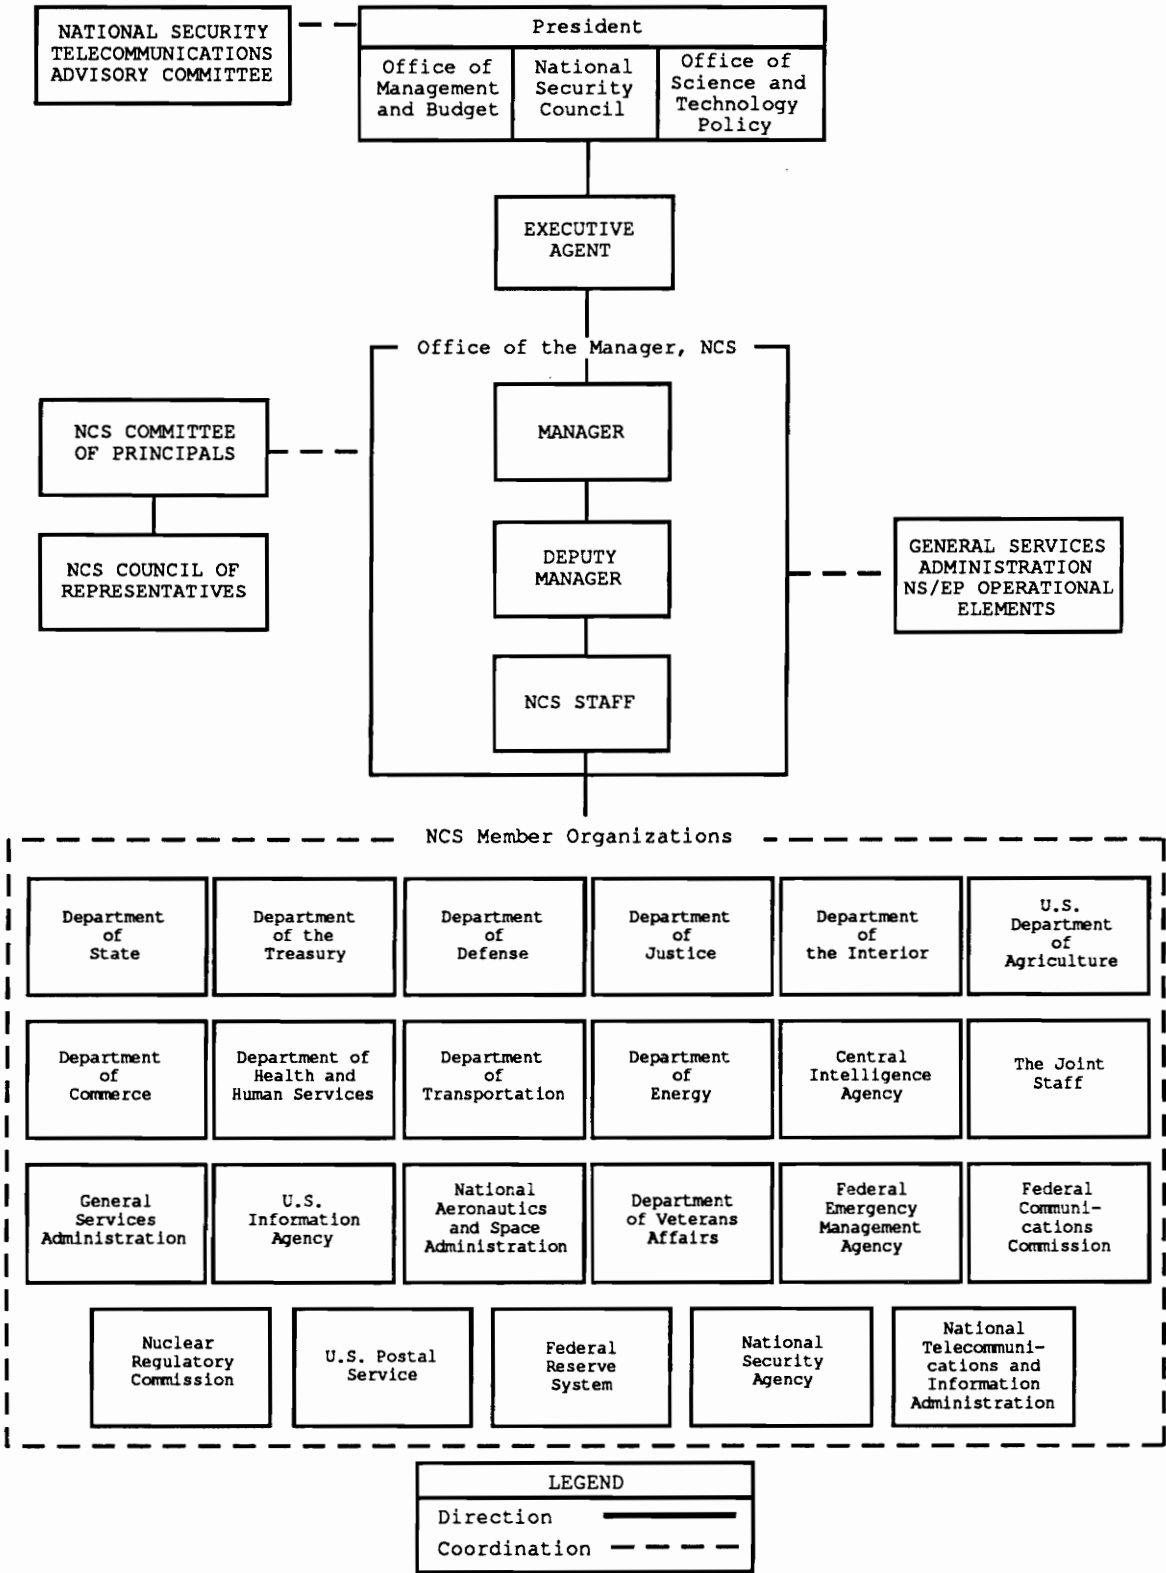 NATIONAL SECURITY
TELECOMMUNICATIONS
ADVISORY COMMITTEE
President
Office of
Management
and Budget
National
Security
Council
Office of
Science and
Technology
Policy
EXECUTIVE
AGENT
Office of the Manager, NCS
MANAGER
NCS COMMITTEE
OF PRINCIPALS
DEPUTY
MANAGER
NCS COUNCIL OF
REPRESENTATIVES
GENERAL SERVICES
ADMINISTRATION
NS/EP OPERATIONAL
ELEMENTS
NCS STAFF
NCS Member Organizations
Department
of
State
Department
of the
Treasury
Department
of
Defense
Department
of
Justice
Department
of
the Interior
U.S.
Department
of
Agriculture
Department
of
Commerce
Department of
Health and
Human Services
Department
of
Transportation
Department
of
Energy
Central
Intelligence
Agency
The Joint
Staff
General
Services
Administration
U.S.
Information
Agency
National
Aeronautics
and Space
Administration
Department
of Veterans
Affairs
Federal
Emergency
Management
Agency
Federal
Communi-
cations
Commission
Nuclear
Regulatory
Commission
U.S. Postal
Service
Federal
Reserve
System
National
Security
Agency
National
Telecommuni-
cations and
Information
Administration
LEGEND
Direction
Coordination